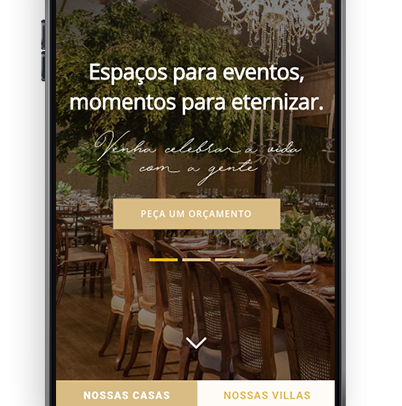 Espaços para eventos,
momentos para eternizar.
Venha celebrar a vida
com a gente
PEÇA UM ORÇAMENTO
NOSSAS CASAS
NOSSAS VILLAS